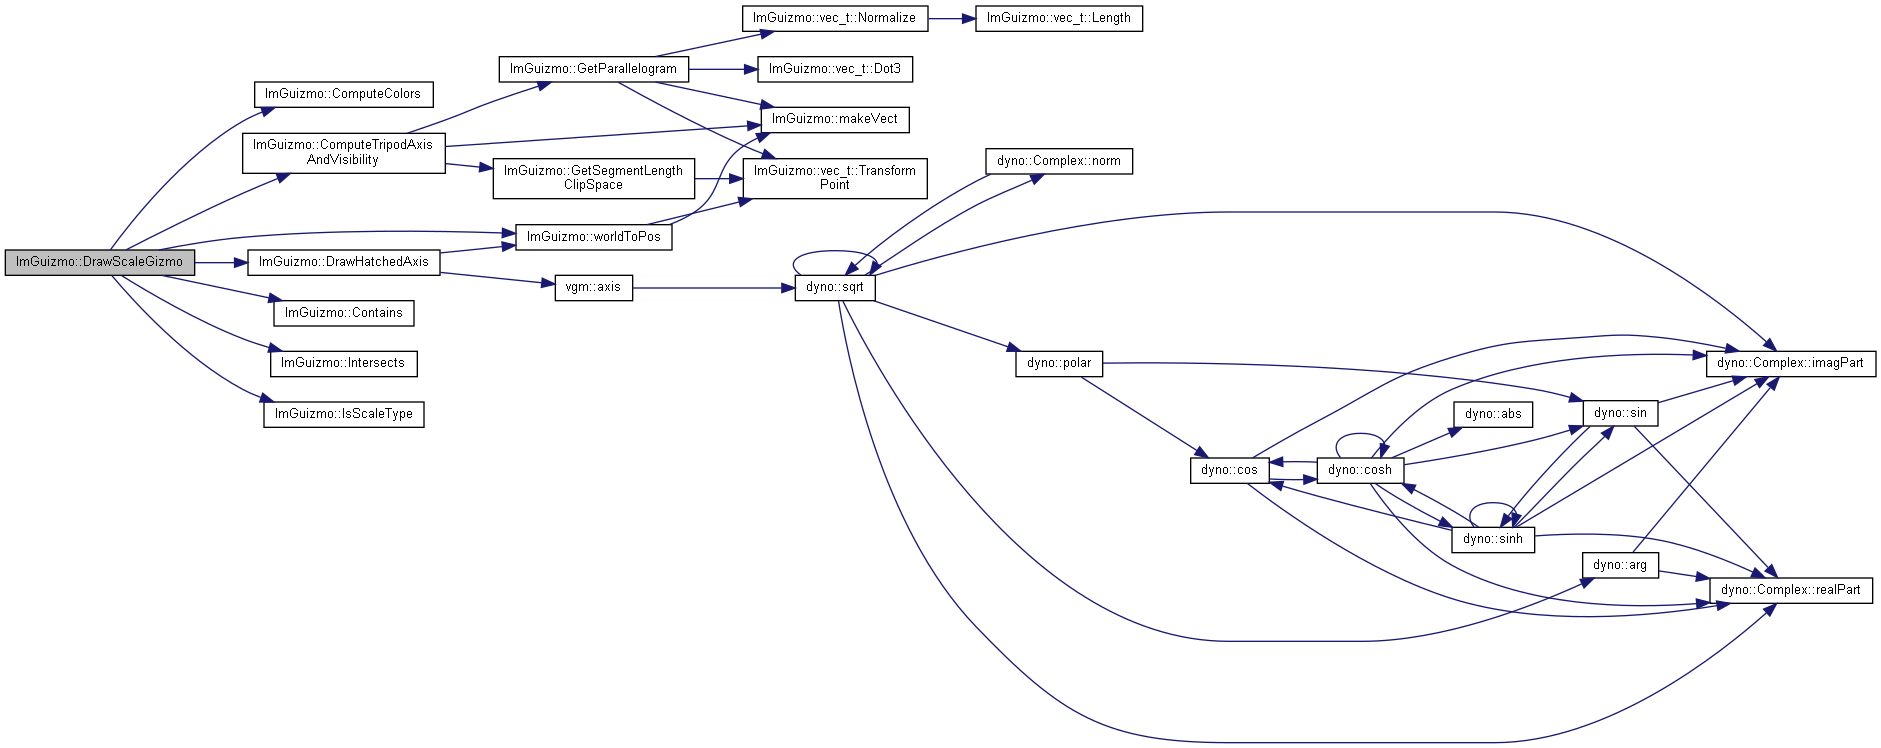 ImGuizmo::DrawScaleGizmo
ImGuizmo::ComputeColors
ImGuizmo::ComputeTripodAxis
AndVisibility
ImGuizmo::DrawHatchedAxis
ImGuizmo::Contains
ImGuizmo::Intersects
ImGuizmo::IsScaleType
ImGuizmo::GetParallelogram
ImGuizmo::GetSegmentLength
ClipSpace
ImGuizmo::worldToPos
vgm::axis
ImGuizmo::vec_t::Normalize
ImGuizmo::vec_t::Dot3
ImGuizmo::makeVect
ImGuizmo::vec_t::Transform
Point
dyno::sqrt
ImGuizmo::vec_t::Length
dyno::Complex::norm
dyno::polar
dyno::cos
dyno::cosh
dyno::abs
dyno::sinh
dyno::sin
dyno::arg
dyno::Complex::imagPart
dyno::Complex::realPart